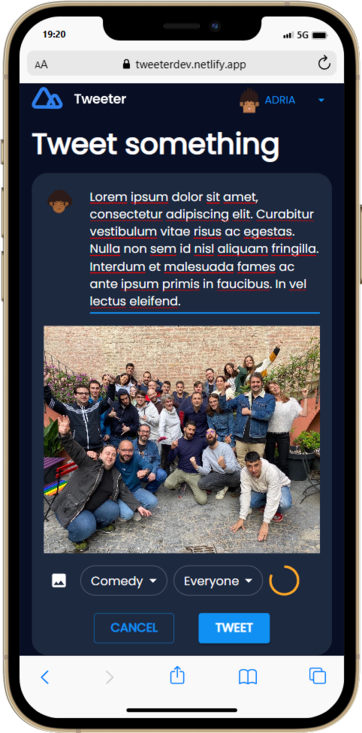 19:20
5G
AA
tweeterdev.netlify.app
Tweeter
ADRIA
Tweet something
Lorem ipsum dolor sit amet,
consectetur adipiscing elit. Curabitur
vestibulum vitae risus ac egestas.
Nulla non sem id nisl aliquam fringilla.
Interdum et malesuada fames ac
ante ipsum primis in faucibus. In vel
lectus eleifend.
Comedy
Everyone
CANCEL
TWEET